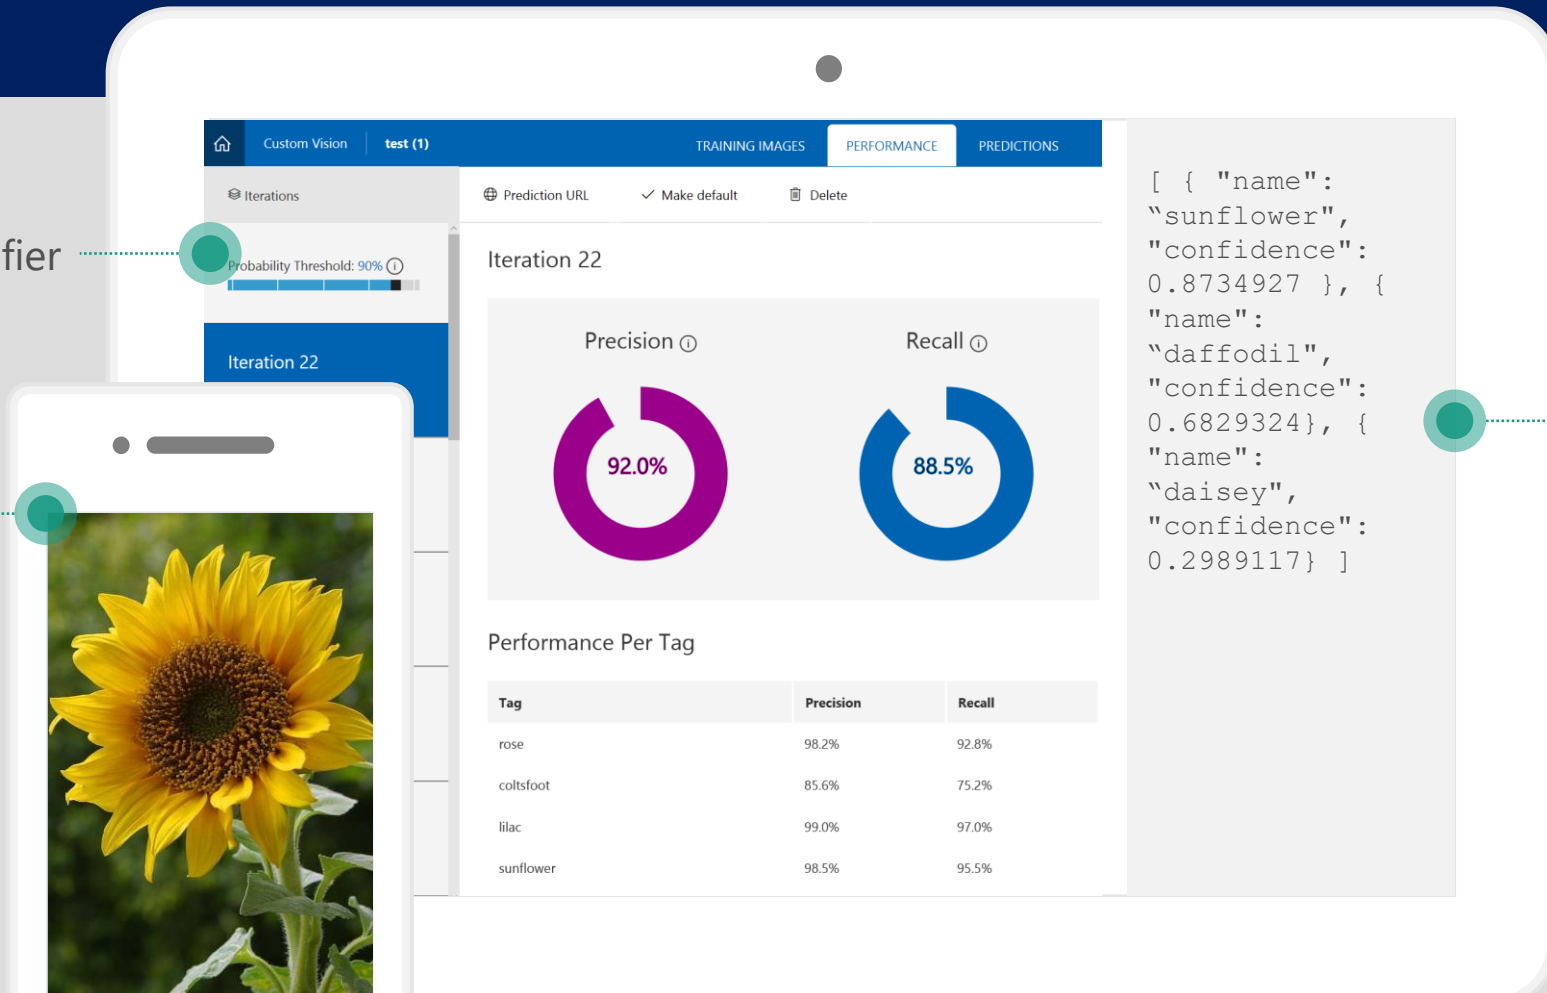 Custom Vision
test (1)
TRAINING IMAGES
PERFORMANCE
PREDICTIONS
Iterations
Prediction URL
Make default
Delete
fier
Probability Threshold: 90%
Iteration 22
Iteration 22
Precision
Recall
92.0%
88.5%
Performance Per Tag
Tag Precision Recall
rose 98.2% 92.8%
coltsfoot 85.6% 75.2%
lilac 99.0% 97.0%
sunflower 98.5% 95.5%
[ { "name":
“sunflower",
"confidence":
0.8734927 }, {
"name":
“daffodil",
"confidence":
0.6829324}, {
"name":
“daisey",
"confidence":
0.2989117} ]